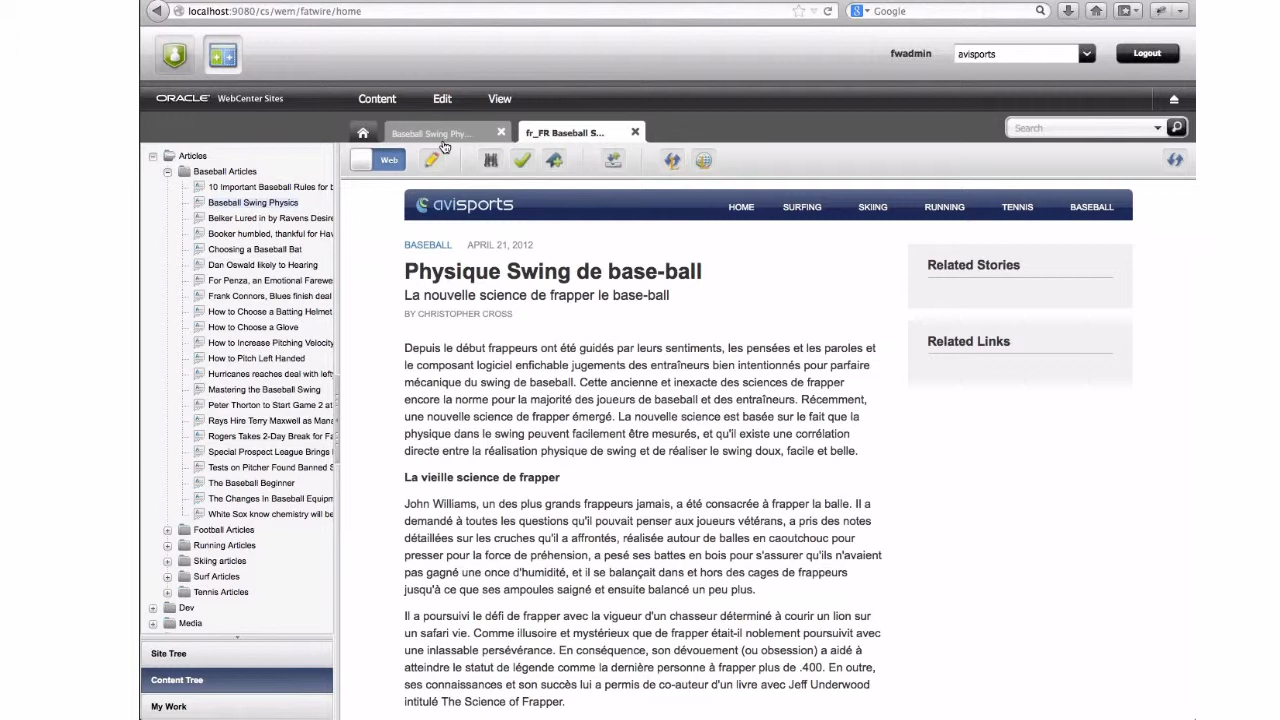 localhost:9080/cs/wem/fatwire/home
Google
fwadmin
avisports
Logout
ORACLE WebCenter Sites
Content
Edit
View
Baseball Swing Phy...
fr_FR Baseball S...
Search
Web
Articles
Baseball Articles
10 Important Baseball Rules for b
Baseball Swing Physics
Belker Lured in by Ravens Desire
Booker humbled, thankful for Hav
Choosing a Baseball Bat
Dan Oswald likely to Hearing
For Penza, an Emotional Farewe
Frank Connors, Blues finish deal
How to Choose a Batting Helmet
How to Choose a Glove
How to Increase Pitching Velocity
How to Pitch Left Handed
Hurricanes reaches deal with lefty
Mastering the Baseball Swing
Peter Thorton to Start Game 2 at
Rays Hire Terry Maxwell as Mana
Rogers Takes 2-Day Break for Fa
Special Prospect League Brings
Tests on Pitcher Found Banned S
The Baseball Beginner
The Changes In Baseball Equipm
White Sox know chemistry will be
Football Articles
Running Articles
Skiing articles
Surf Articles
Tennis Articles
Dev
Media
Site Tree
Content Tree
My Work
avisports
HOME
SURFING
SKIING
RUNNING
TENNIS
BASEBALL
BASEBALL APRIL 21, 2012
Physique Swing de base-ball
La nouvelle science de frapper le base-ball
BY CHRISTOPHER CROSS
Depuis le début frappeurs ont été guidés par leurs sentiments, les pensées et les paroles et
le composant logiciel enfichable jugements des entraîneurs bien intentionnés pour parfaire
mécanique du swing de baseball. Cette ancienne et inexacte des sciences de frapper
encore la norme pour la majorité des joueurs de baseball et des entraîneurs. Récemment,
une nouvelle science de frapper émergé. La nouvelle science est basée sur le fait que la
physique dans le swing peuvent facilement être mesurés, et qu'il existe une corrélation
directe entre la réalisation physique de swing et de réaliser le swing doux, facile et belle.
La vieille science de frapper
John Williams, un des plus grands frappeurs jamais, a été consacrée à frapper la balle. Il a
demandé à toutes les questions qu'il pouvait penser aux joueurs vétérans, a pris des notes
détaillées sur les cruches qu'il a affrontés, réalisée autour de balles en caoutchouc pour
presser pour la force de préhension, a pesé ses battes en bois pour s'assurer qu'ils n'avaient
pas gagné une once d'humidité, et il se balançait dans et hors des cages de frappeurs
jusqu'à ce que ses ampoules saigné et ensuite balancé un peu plus.
Il a poursuivi le défi de frapper avec la vigueur d'un chasseur déterminé à courir un lion sur
un safari vie. Comme illusoire et mystérieux que de frapper était-il noblement poursuivit avec
une inlassable persévérance. En conséquence, son dévouement (ou obsession) a aidé à
atteindre le statut de légende comme la dernière personne à frapper plus de .400. En outre,
ses connaissances et son succès lui a permis de co-auteur d'un livre avec Jeff Underwood
intitulé The Science of Frapper.
Related Stories
Related Links